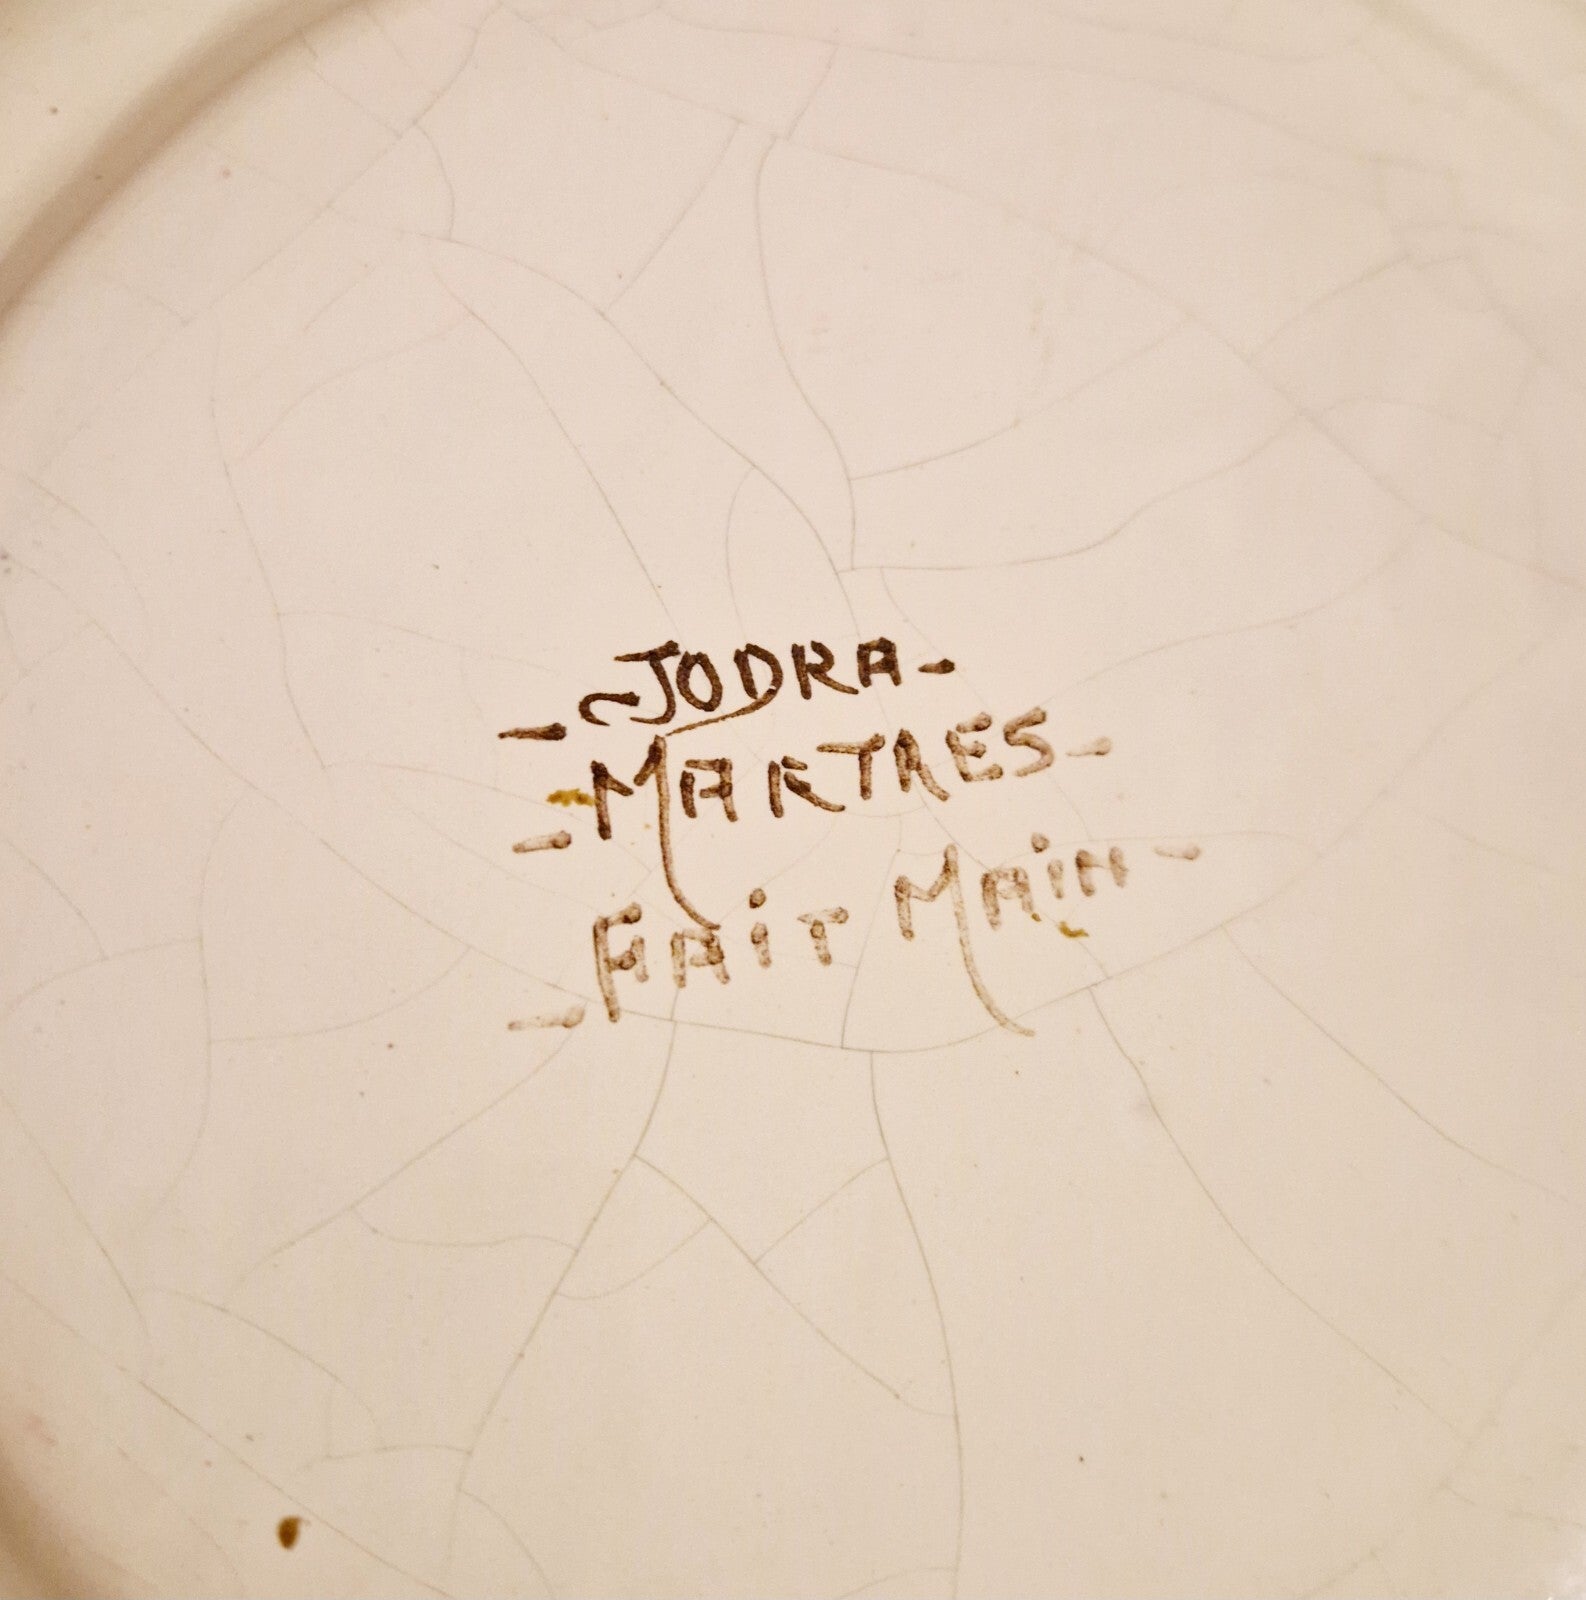 - JODRA -
- MARTRES -
- FAiT MAiN -